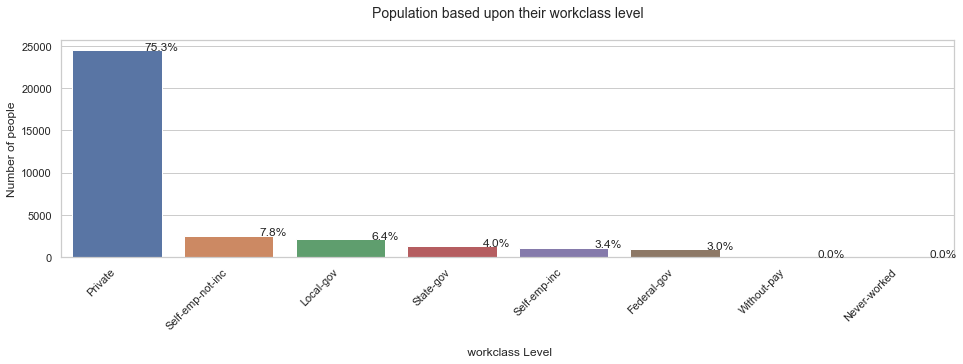 Population based upon their workclass level
Number of people
25000
20000
15000
10000
5000
0
75.3%
7.8%
6.4%
4.0%
3.4%
3.0%
0.0%
0.0%
Private
Self-emp-not-inc
Local-gov
State-gov
Self-emp-inc
Federal-gov
Without-pay
Never-worked
workclass Level